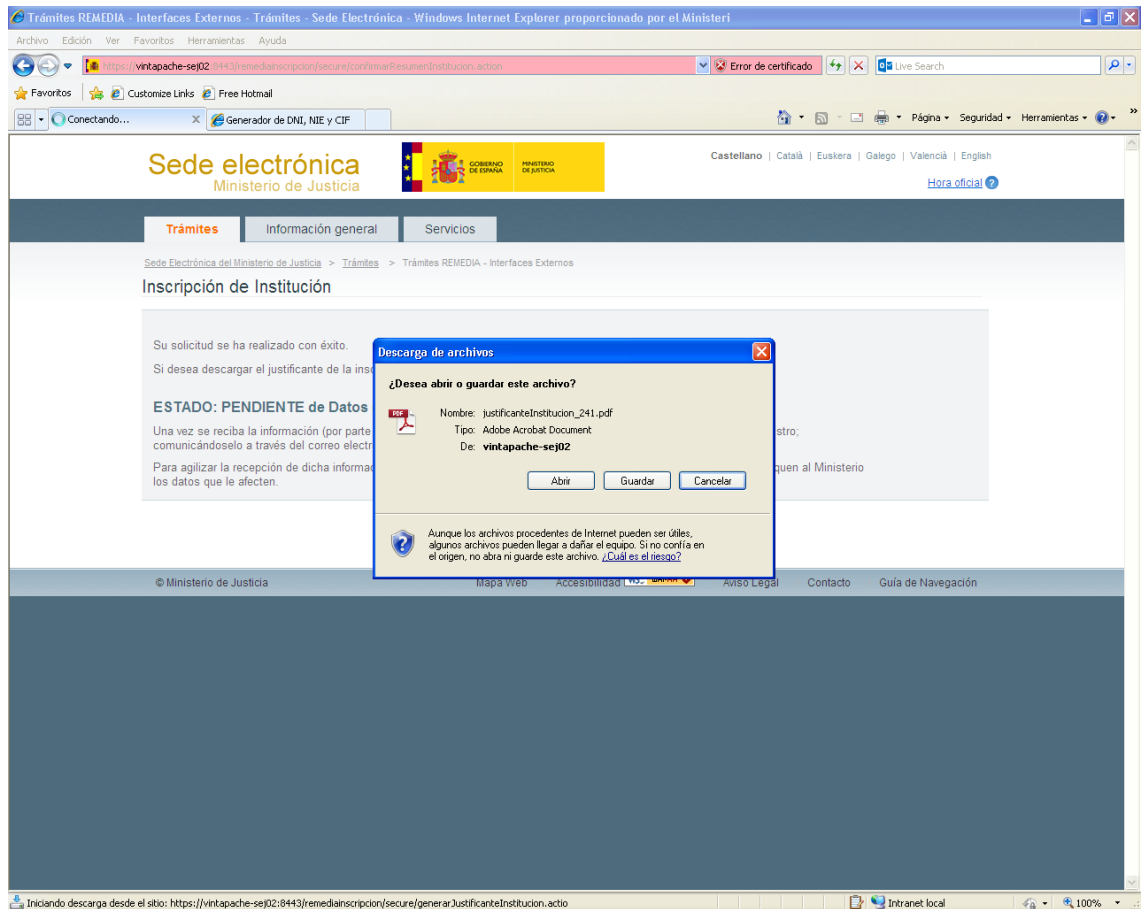 Trámites REMEDIA - Interfaces Externos - Trámites - Sede Electrónica - Windows Internet Explorer proporcionado por el Ministeri
Archivo Edición Ver Favoritos Herramientas Ayuda
https://vintapache-sej02:8443/remediainscripcion/secure/confirmarResumenInstitucion.action Error de certificado Live Search
Favoritos Customize Links Free Hotmail
Conectando... Generador de DNI, NIE y CIF Página Seguridad Herramientas »
Sede electrónica
Ministerio de Justicia
GOBIERNO DE ESPAÑA
MINISTERIO DE JUSTICIA
Castellano | Català | Euskera | Galego | Valencià | English
Hora oficial
Trámites Información general Servicios
Sede Electrónica del Ministerio de Justicia > Trámites > Trámites REMEDIA - Interfaces Externos
Inscripción de Institución
Su solicitud se ha realizado con éxito.
Si desea descargar el justificante de la
ESTADO: PENDIENTE de Datos
Una vez se reciba la información (por parte
comunicándoselo a través del correo
Para agilizar la recepción de dicha al Ministerio
los datos que le afecten.
Descarga de archivos
¿Desea abrir o guardar este archivo?
Nombre: justificanteInstitucion_241.pdf
Tipo: Adobe Acrobat Document
De: vintapache-sej02
Abrir Guardar Cancelar
Aunque los archivos procedentes de Internet pueden ser útiles,
algunos archivos pueden llegar a dañar el equipo. Si no confía en
el origen, no abra ni guarde este archivo. ¿Cuál es el riesgo?
© Ministerio de Justicia Mapa Web Accesibilidad Aviso Legal Contacto Guía de Navegación
Iniciando descarga desde el sitio: https://vintapache-sej02:8443/remediainscripcion/secure/generarJustificanteInstitucion.actio Intranet local 100%